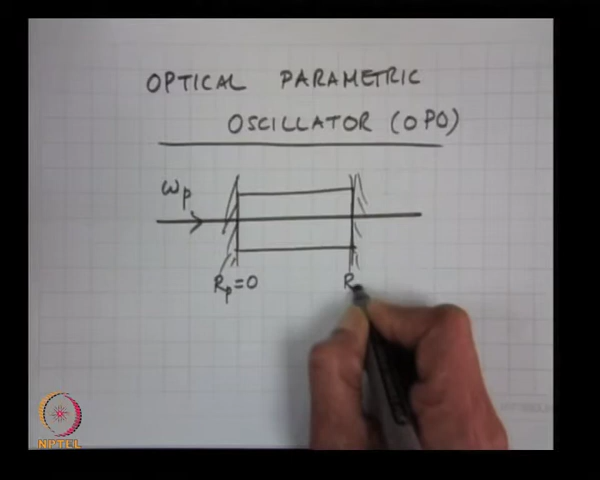 OPTICAL PARAMETRIC
OSCILLATOR (OPO)
ωp
Rp=0 R
NPTEL